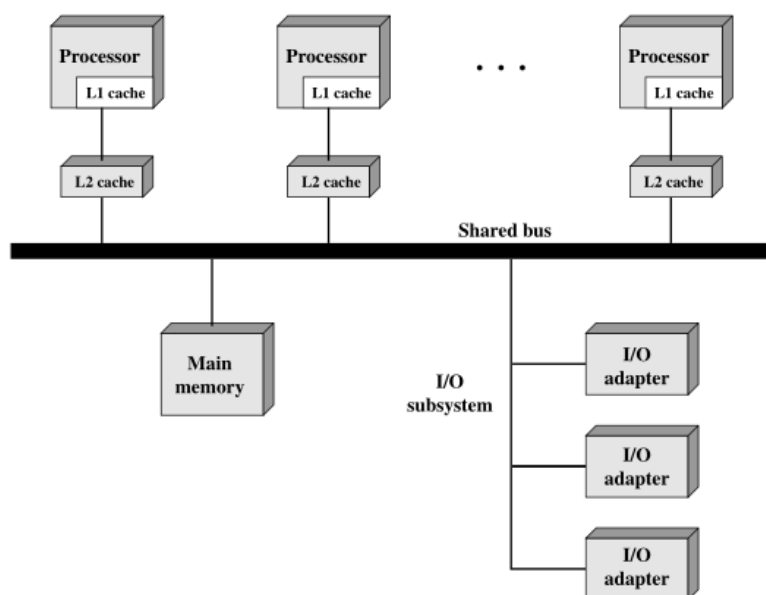 Processor
L1 cache
L2 cache
Processor
L1 cache
L2 cache
. . .
Processor
L1 cache
L2 cache
Shared bus
Main
memory
I/O
subsystem
I/O
adapter
I/O
adapter
I/O
adapter